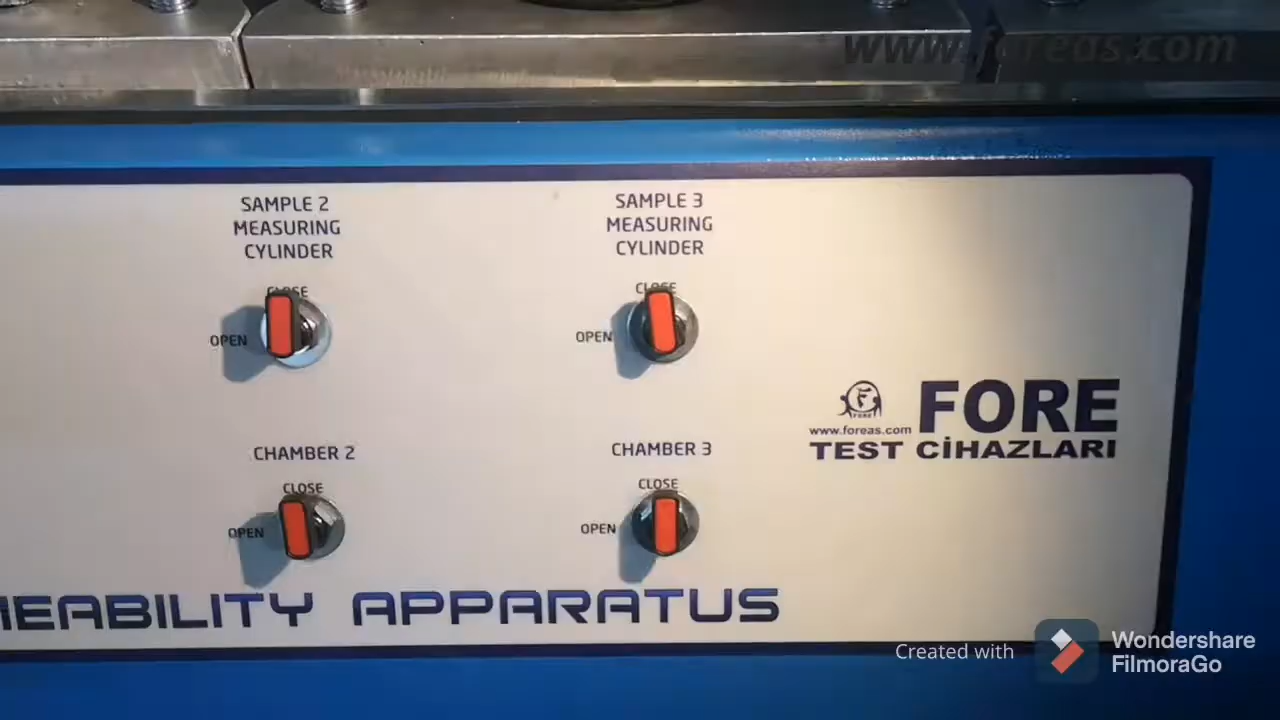 www.foreas.com
SAMPLE 2
MEASURING
CYLINDER
CLOSE
OPEN
SAMPLE 3
MEASURING
CYLINDER
CLOSE
OPEN
FORE
www.foreas.com
TEST CİHAZLARI
CHAMBER 2
CLOSE
OPEN
CHAMBER 3
CLOSE
OPEN
MEABILITY APPARATUS
Created with
Wondershare
FilmoraGo